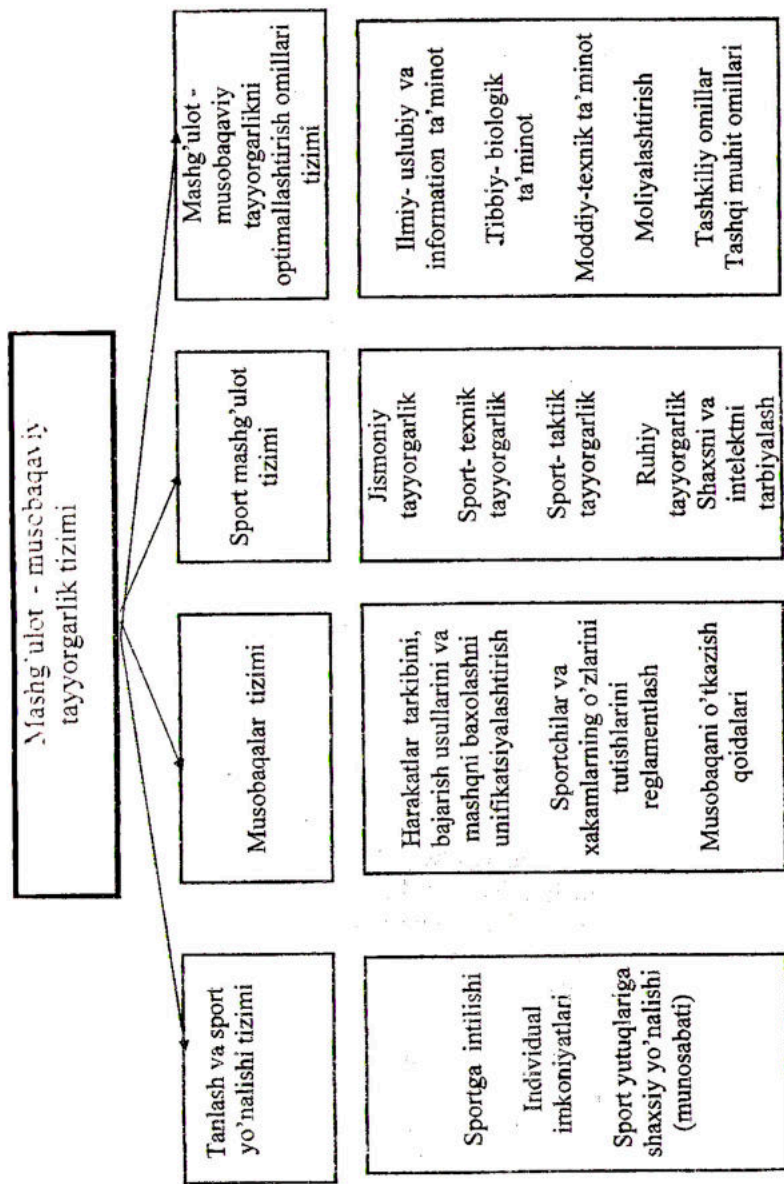 Mashg'ulot - musobaqaviy
tayyorgarlik tizimi
Tanlash va sport
yo'nalishi tizimi
Musobaqalar tizimi
Sport mashg'ulot
tizimi
Mashg'ulot -
musobaqaviy
tayyorgarlikni
optimallashtirish omillari
tizimi
Sportga intilishi
Individual
imkoniyatlari
Sport yutuqlariga
shaxsiy yo'nalishi
(munosabati)
Harakatlar tarkibini,
bajarish usullarini va
mashqni baxolashni
unifikatsiyalashtirish
Sportchilar va
xakamlarning o'zlarini
tutishlarini
reglamentlash
Musobaqani o'tkazish
qoidalari
Jismoniy
tayyorgarlik
Sport- texnik
tayyorgarlik
Sport- taktik
tayyorgarlik
Ruhiy
tayyorgarlik
Shaxsni va
intelektni
tarbiyalash
Ilmiy- uslubiy va
information ta'minot
Tibbiy- biologik
ta'minot
Moddiy-texnik ta'minot
Moliyalashtirish
Tashkiliy omillar
Tashqi muhit omillari